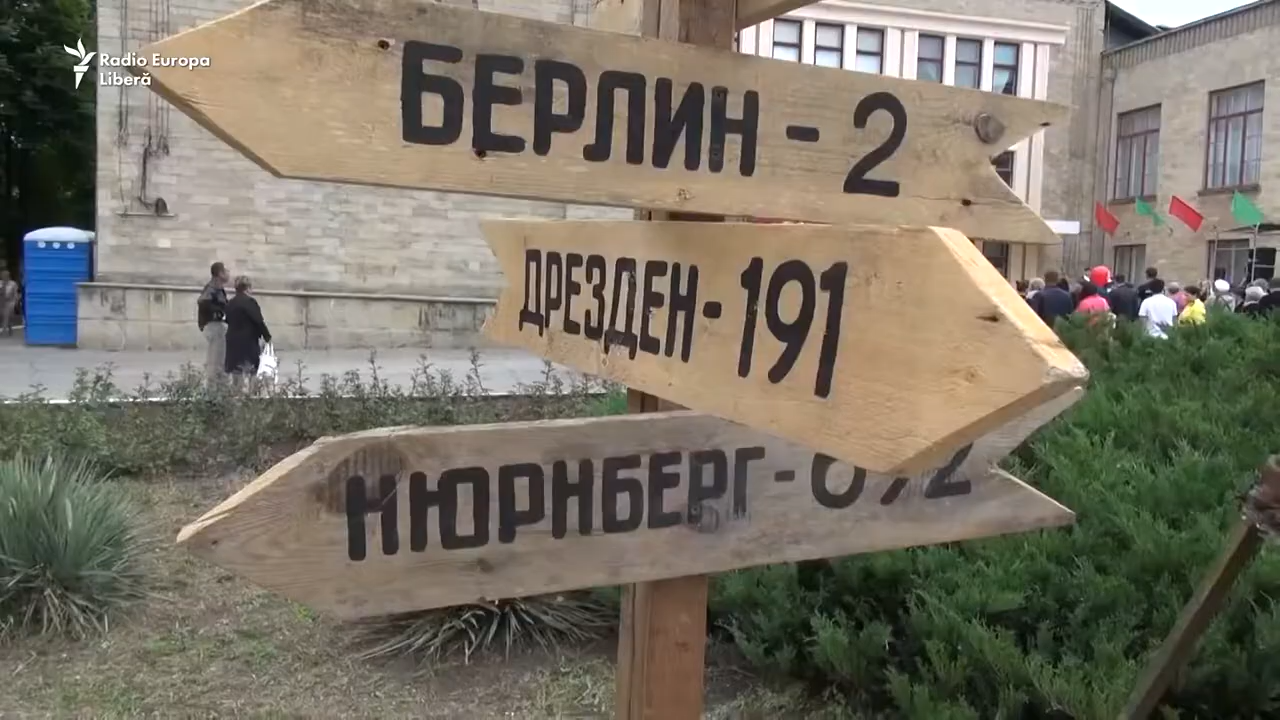 Radio Europa
Liberă
БЕРЛИН - 2
ДРЕЗДЕН - 191
НЮРНБЕРГ -